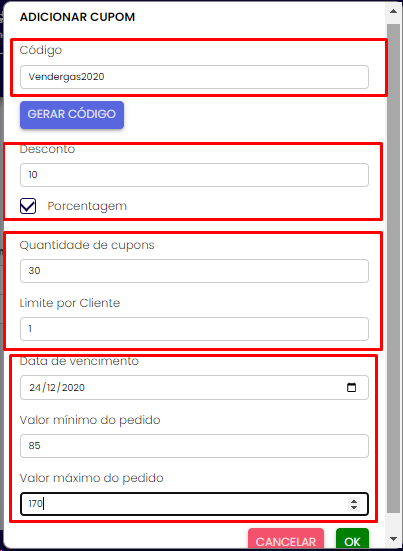 ADICIONAR CUPOM
Código
Vendergas2020
GERAR CÓDIGO
Desconto
10
Porcentagem
Quantidade de cupons
30
Limite por Cliente
1
Data de vencimento
24/12/2020
Valor mínimo do pedido
85
Valor máximo do pedido
170
CANCELAR OK